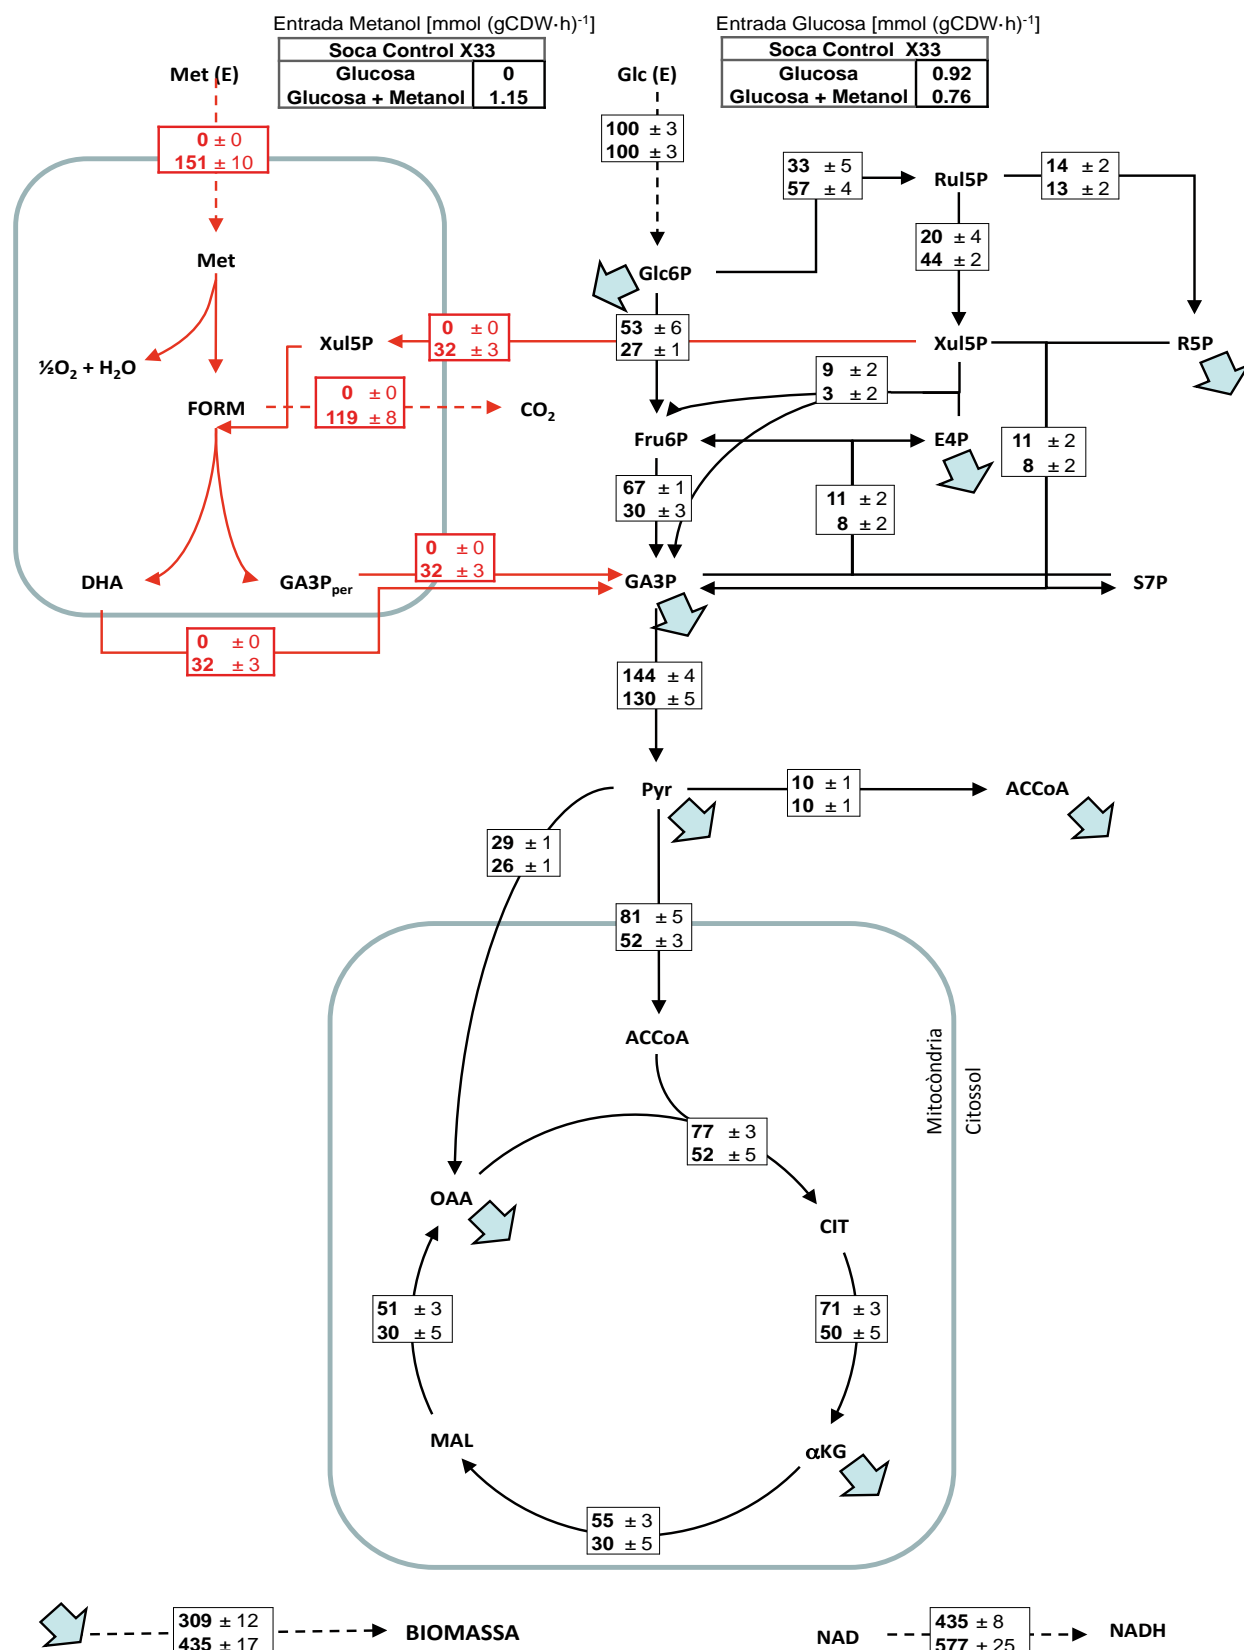 Entrada Metanol [mmol (gCDW·h)-1]
Soca Control X33
Glucosa 0
Glucosa + Metanol 1.15
Entrada Glucosa [mmol (gCDW·h)-1]
Soca Control X33
Glucosa 0.92
Glucosa + Metanol 0.76
Met (E)
Glc (E)
0 ± 0
151 ± 10
100 ± 3
100 ± 3
33 ± 5
57 ± 4
Rul5P
14 ± 2
13 ± 2
20 ± 4
44 ± 2
Met
Glc6P
Xul5P
0 ± 0
32 ± 3
53 ± 6
27 ± 1
Xul5P
R5P
½O2 + H2O
9 ± 2
3 ± 2
FORM
0 ± 0
119 ± 8
CO2
Fru6P
E4P
11 ± 2
8 ± 2
67 ± 1
30 ± 3
11 ± 2
8 ± 2
0 ± 0
32 ± 3
DHA
GA3Pper
GA3P
S7P
0 ± 0
32 ± 3
144 ± 4
130 ± 5
Pyr
10 ± 1
10 ± 1
ACCoA
29 ± 1
26 ± 1
81 ± 5
52 ± 3
ACCoA
Mitocòndria
Citossol
77 ± 3
52 ± 5
OAA
CIT
51 ± 3
30 ± 5
71 ± 3
50 ± 5
MAL
αKG
55 ± 3
30 ± 5
309 ± 12
435 ± 17
BIOMASSA
NAD
435 ± 8
577 ± 25
NADH